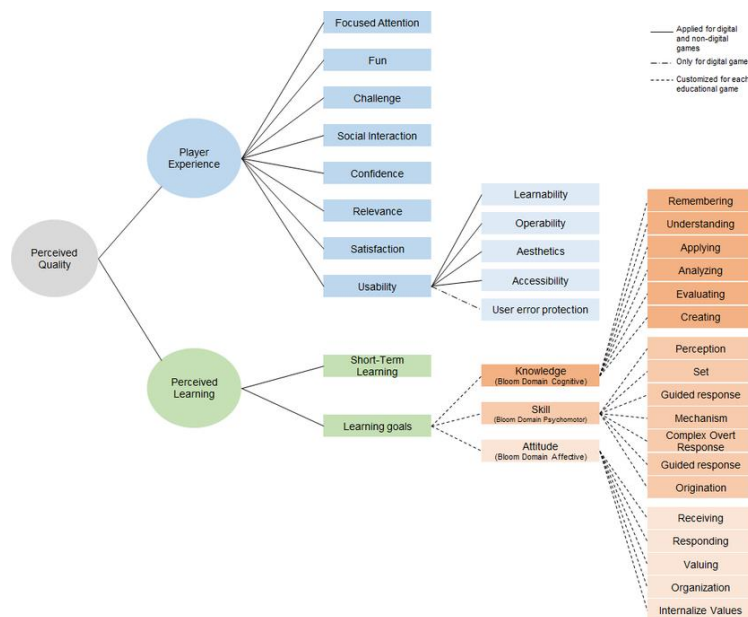 Focused Attention
Fun
Challenge
Social Interaction
Confidence
Relevance
Satisfaction
Usability
Player
Experience
Perceived
Quality
Perceived
Learning
Short-Term
Learning
Learning goals
Learnability
Operability
Aesthetics
Accessibility
User error protection
Knowledge
(Bloom Domain Cognitive)
Skill
(Bloom Domain Psychomotor)
Attitude
(Bloom Domain Affective)
Remembering
Understanding
Applying
Analyzing
Evaluating
Creating
Perception
Set
Guided response
Mechanism
Complex Overt
Response
Guided response
Origination
Receiving
Responding
Valuing
Organization
Internalize Values
Applied for digital
and non-digital
games
Only for digital game
Customized for each
educational game